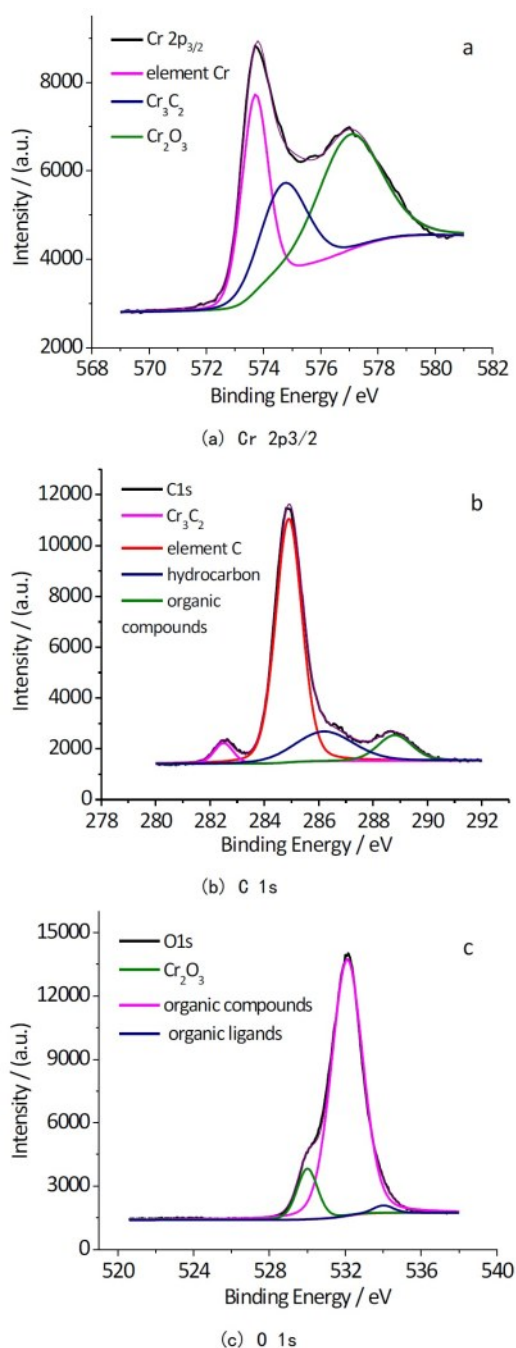 a
Cr 2p3/2
element Cr
Cr3C2
Cr2O3
8000
6000
4000
2000
Intensity / (a.u.)
568 570 572 574 576 578 580 582
Binding Energy / eV
(a) Cr 2p3/2
b
C1s
Cr3C2
element C
hydrocarbon
organic
compounds
12000
10000
8000
6000
4000
2000
0
Intensity / (a.u.)
278 280 282 284 286 288 290 292
Binding Energy / eV
(b) C 1s
c
O1s
Cr2O3
organic compounds
organic ligands
15000
12000
9000
6000
3000
0
Intensity / (a.u.)
520 524 528 532 536 540
Binding Energy / eV
(c) O 1s